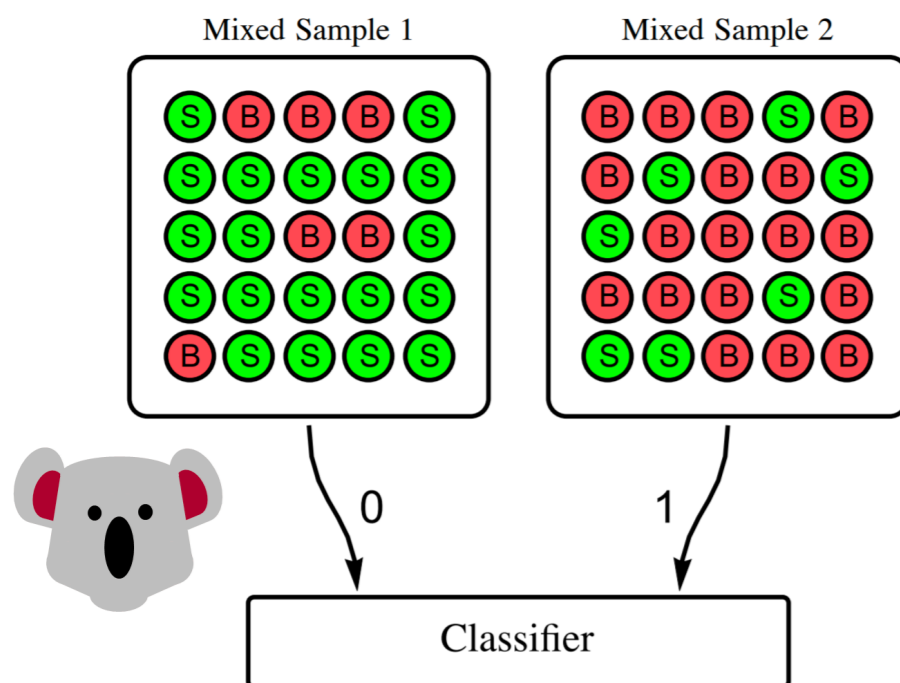 Mixed Sample 1
S B B B S
S S S S S
S S B B S
S S S S S
B S S S S
Mixed Sample 2
B B B S B
B S B B S
S B B B B
B B B S B
S S B B B
0
1
Classifier